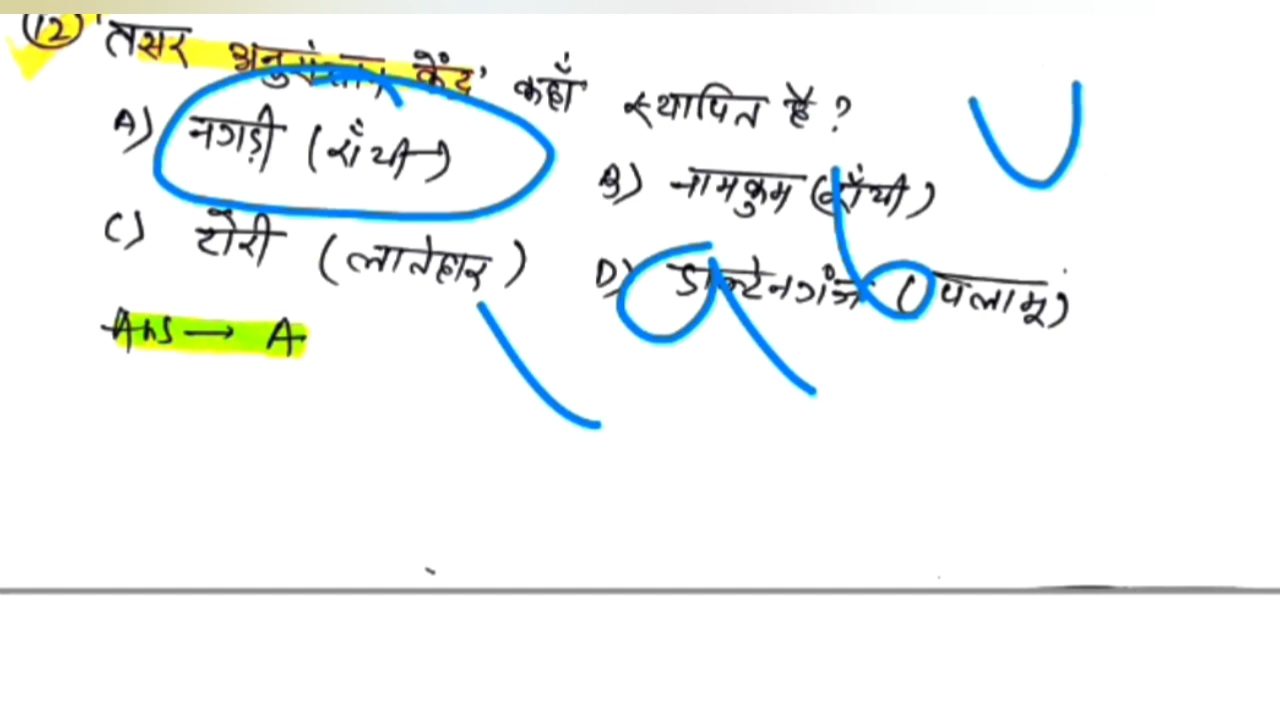 12) 'तसर अनुसंधान केंद्र' कहाँ स्थापित है ?
A) नगड़ी (राँची)
B) नामकुम (राँची)
C) टोरी (लातेहार)
D) डाल्टेनगंज (पलामू)
Ans → A